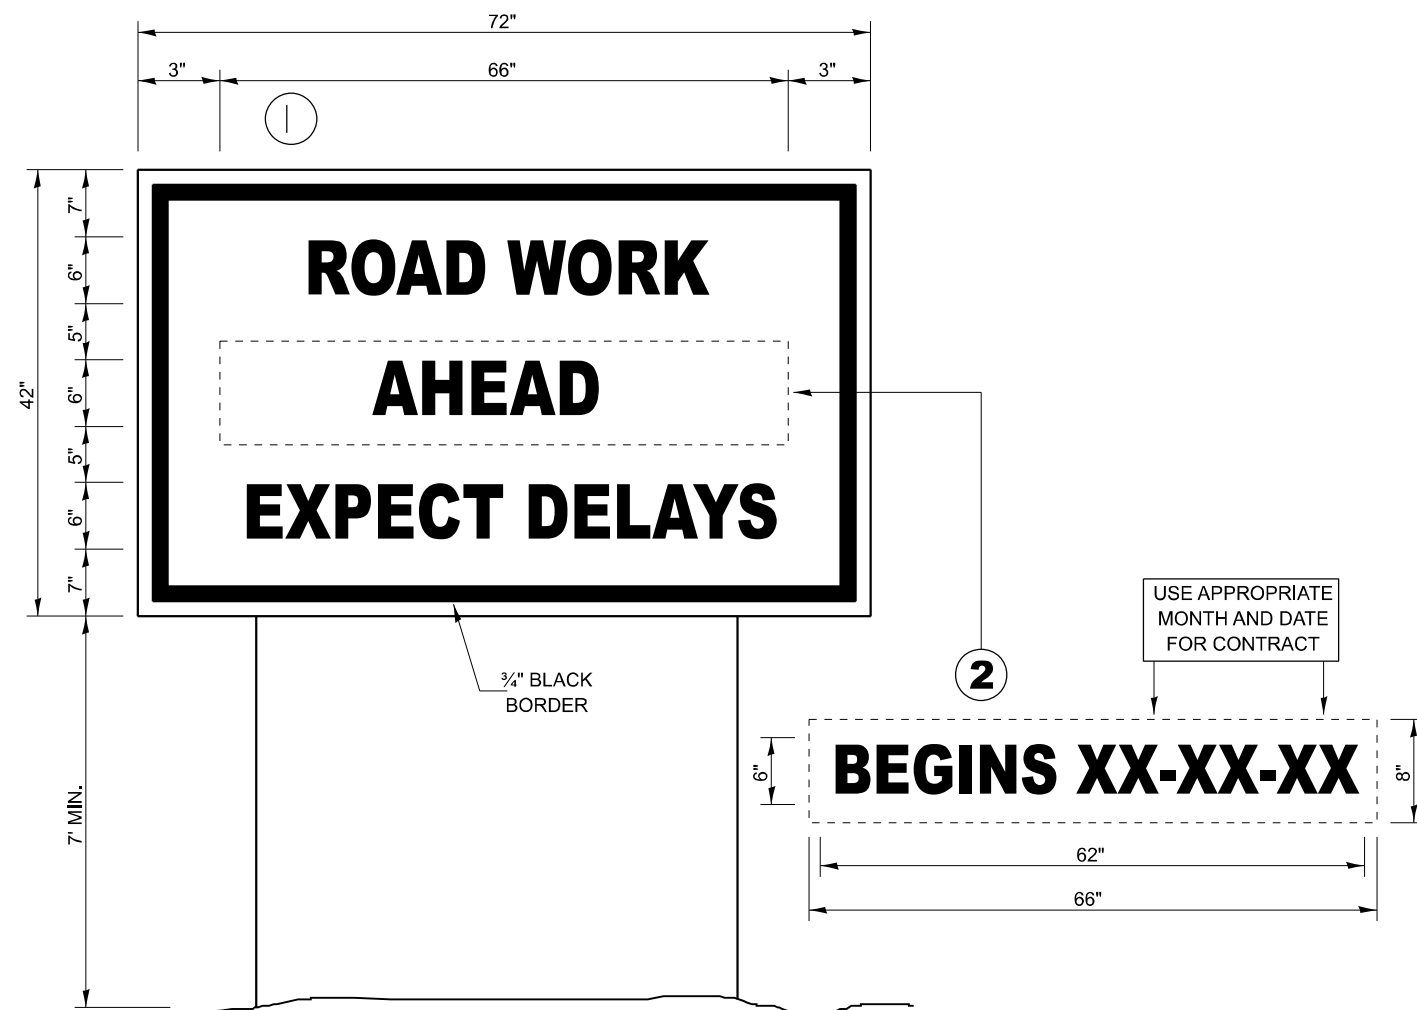 72"
3" 66" 3"
|
7"
6"
5"
6"
5"
6"
7"
42"
ROAD WORK
AHEAD
EXPECT DELAYS
¾" BLACK
BORDER
7' MIN.
2
USE APPROPRIATE
MONTH AND DATE
FOR CONTRACT
6"
BEGINS XX-XX-XX
8"
62"
66"